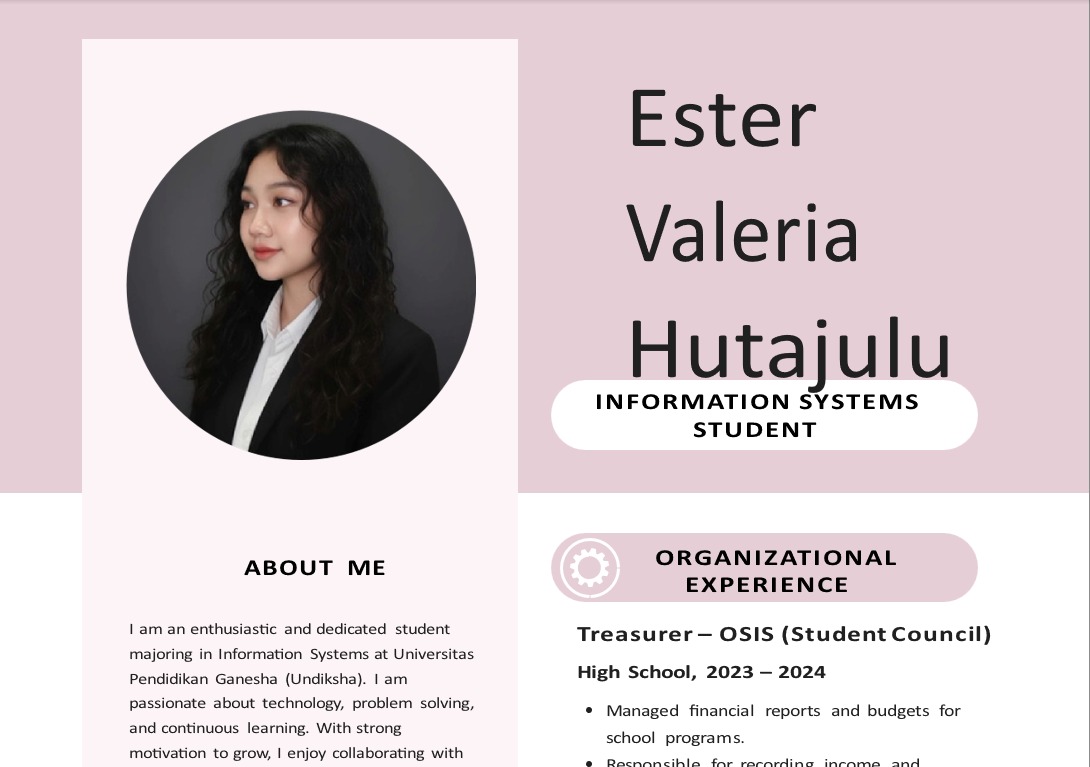 Ester
Valeria
Hutajulu
INFORMATION SYSTEMS
STUDENT
ABOUT ME
I am an enthusiastic and dedicated student
majoring in Information Systems at Universitas
Pendidikan Ganesha (Undiksha). I am
passionate about technology, problem solving,
and continuous learning. With strong
motivation to grow, I enjoy collaborating with
ORGANIZATIONAL
EXPERIENCE
Treasurer – OSIS (Student Council)
High School, 2023 – 2024
• Managed financial reports and budgets for
school programs.
• Responsible for recording income and